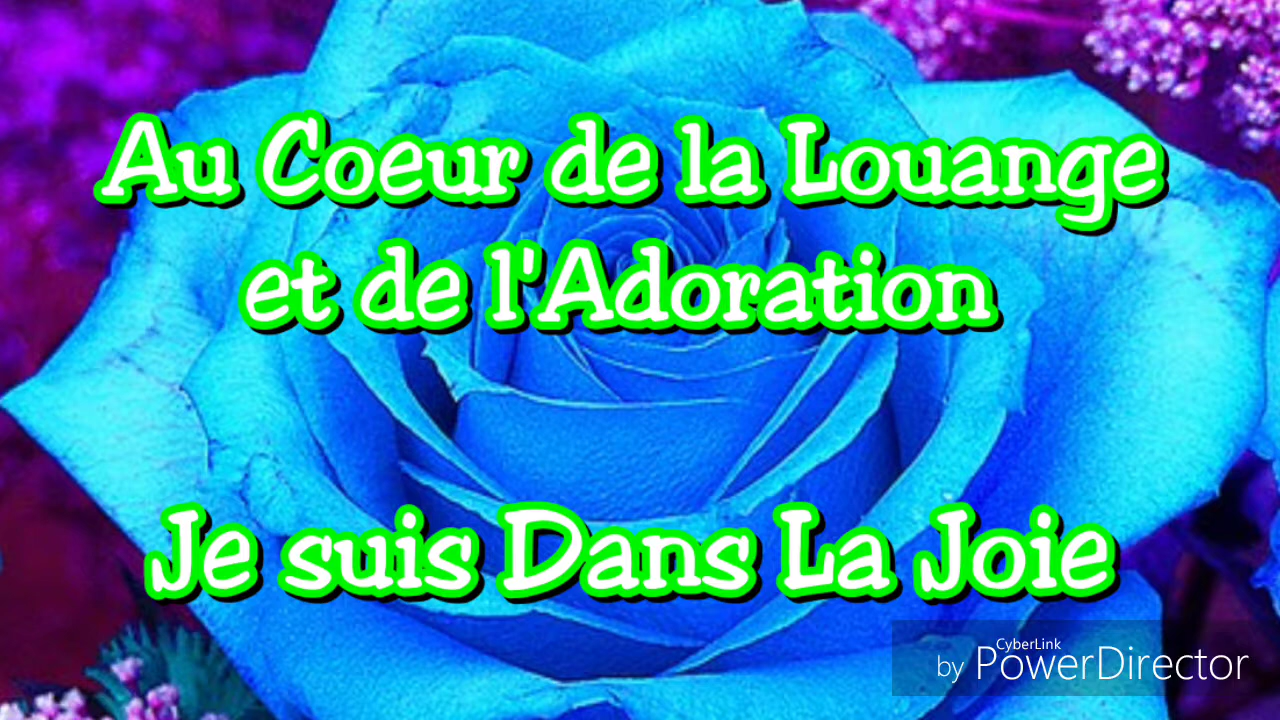 Au Coeur de la Louange
et de l'Adoration
Je suis Dans La Joie
CyberLink
by PowerDirector